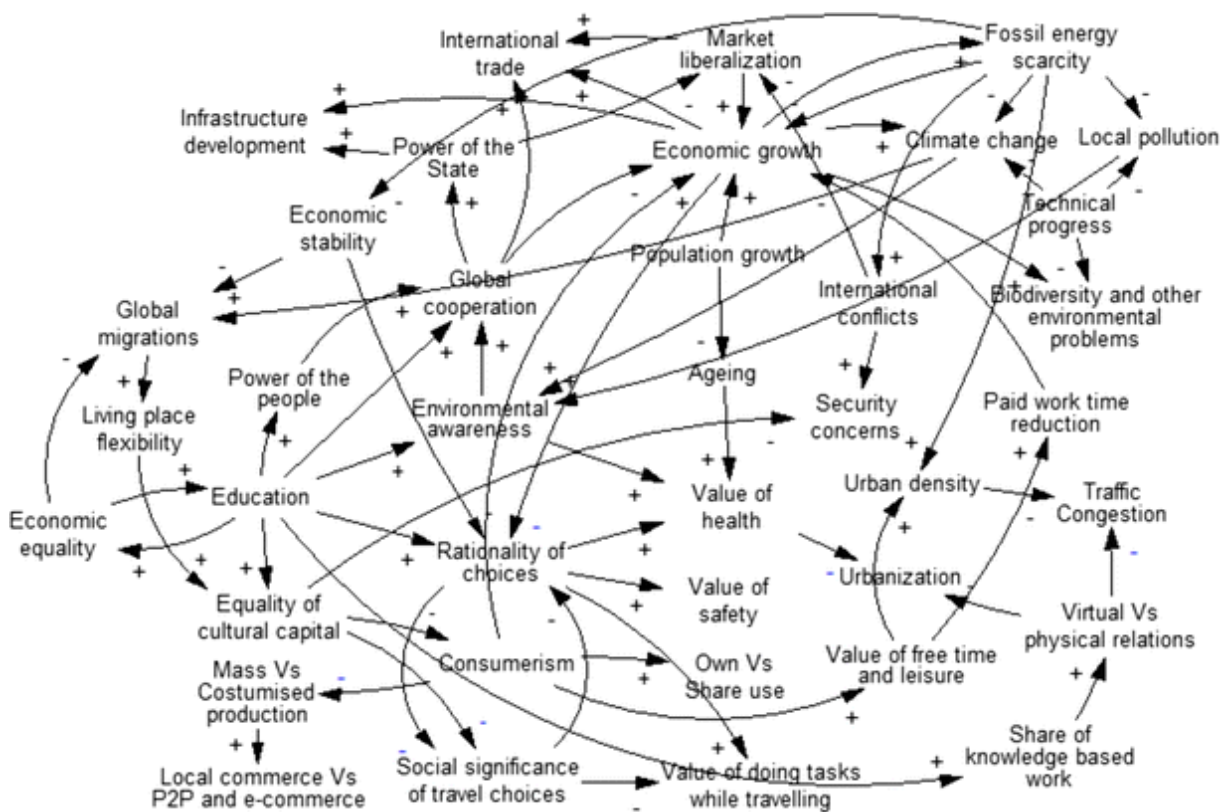 International
trade
Market
liberalization
Fossil energy
scarcity
Infrastructure
development
Power of the
State
Economic growth
Climate change
Local pollution
Economic
stability
Technical
progress
Population growth
Global
cooperation
International
conflicts
Biodiversity and other
environmental
problems
Global
migrations
Power of the
people
Ageing
Living place
flexibility
Environmental
awareness
Security
concerns
Paid work time
reduction
Education
Value of
health
Urban density
Traffic
Congestion
Economic
equality
Rationality of
choices
Urbanization
Equality of
cultural capital
Value of
safety
Virtual Vs
physical relations
Mass Vs
Costumised
production
Consumerism
Own Vs
Share use
Value of free time
and leisure
Share of
knowledge based
work
Local commerce Vs
P2P and e-commerce
Social significance
of travel choices
Value of doing tasks
while travelling